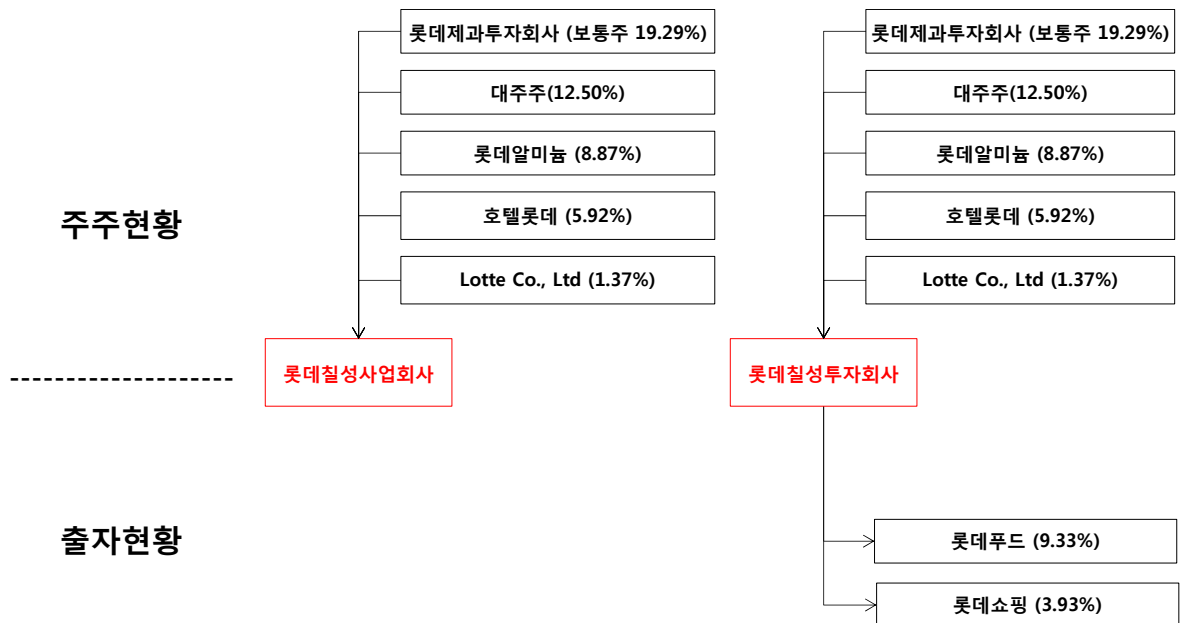 롯데제과투자회사 (보통주 19.29%)
대주주(12.50%)
롯데알미늄 (8.87%)
호텔롯데 (5.92%)
Lotte Co., Ltd (1.37%)
롯데제과투자회사 (보통주 19.29%)
대주주(12.50%)
롯데알미늄 (8.87%)
호텔롯데 (5.92%)
Lotte Co., Ltd (1.37%)
주주현황
롯데칠성사업회사
롯데칠성투자회사
출자현황
롯데푸드 (9.33%)
롯데쇼핑 (3.93%)